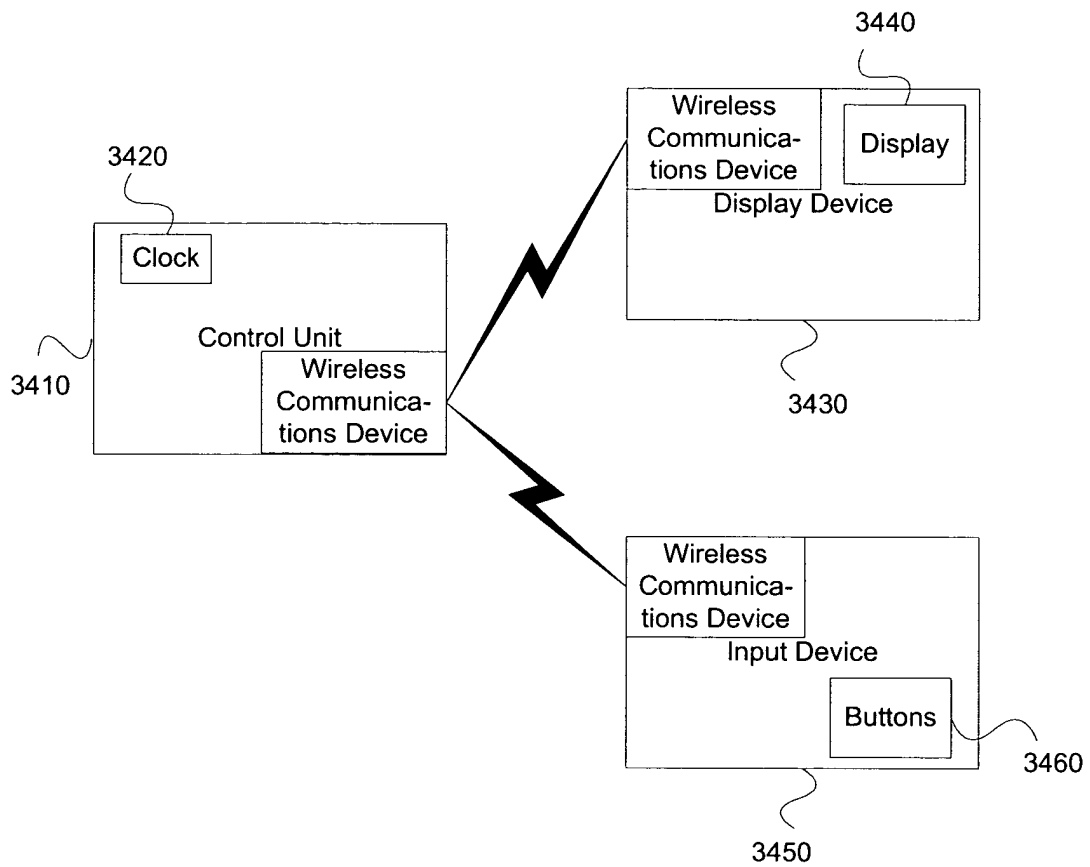 3440
Wireless
Communica-
tions Device
Display
Display Device
3430
3420
Clock
Control Unit
Wireless
Communica-
tions Device
3410
Wireless
Communica-
tions Device
Input Device
Buttons
3460
3450